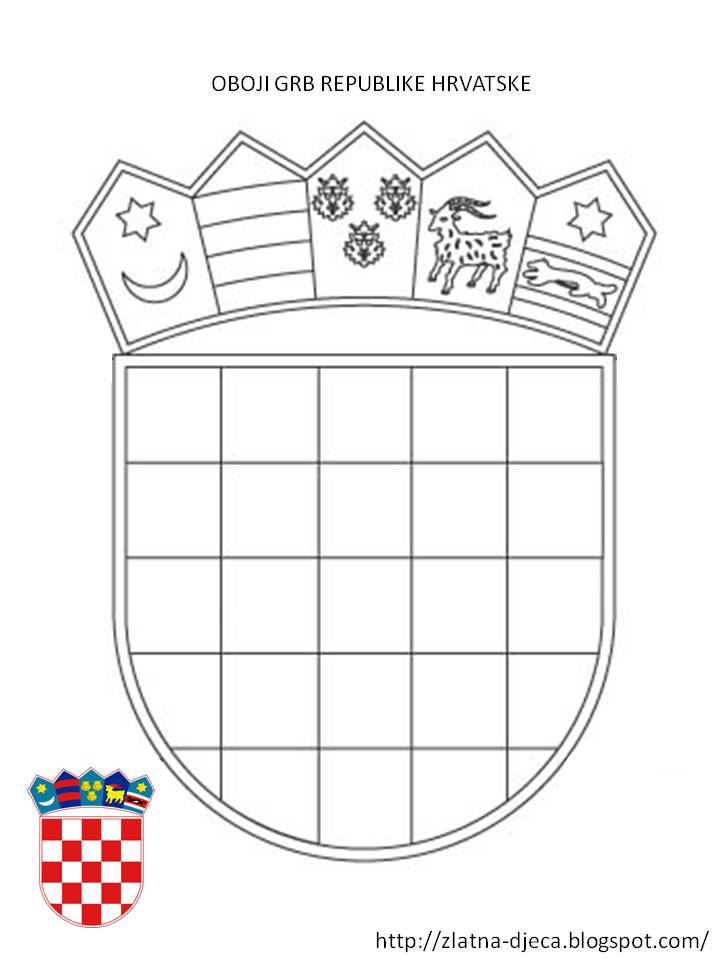 OBOJI GRB REPUBLIKE HRVATSKE
http://zlatna-djeca.blogspot.com/